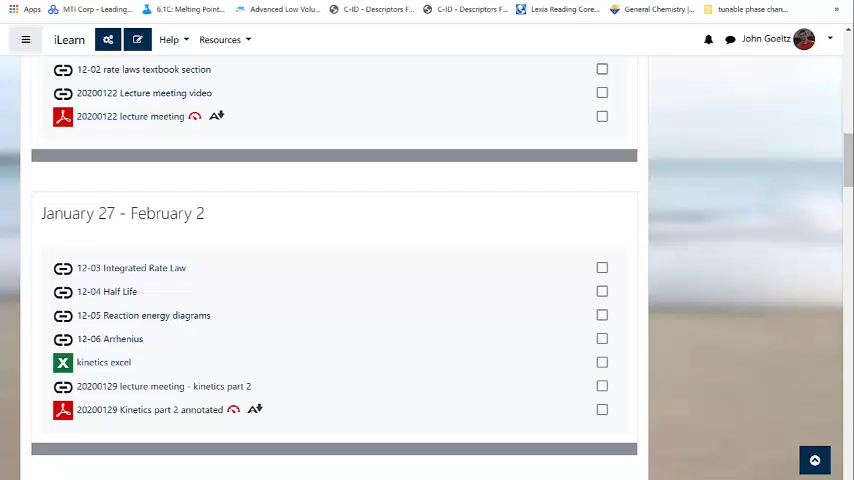 Apps MTI Corp - Leading... 6.1C: Melting Point... Advanced Low Volu... C-ID - Descriptors F... C-ID - Descriptors F... Lexia Reading Core... General Chemistry |... tunable phase chan... »
iLearn Help Resources John Goeltz
12-02 rate laws textbook section
20200122 Lecture meeting video
20200122 lecture meeting
January 27 - February 2
12-03 Integrated Rate Law
12-04 Half Life
12-05 Reaction energy diagrams
12-06 Arrhenius
kinetics excel
20200129 lecture meeting - kinetics part 2
20200129 Kinetics part 2 annotated